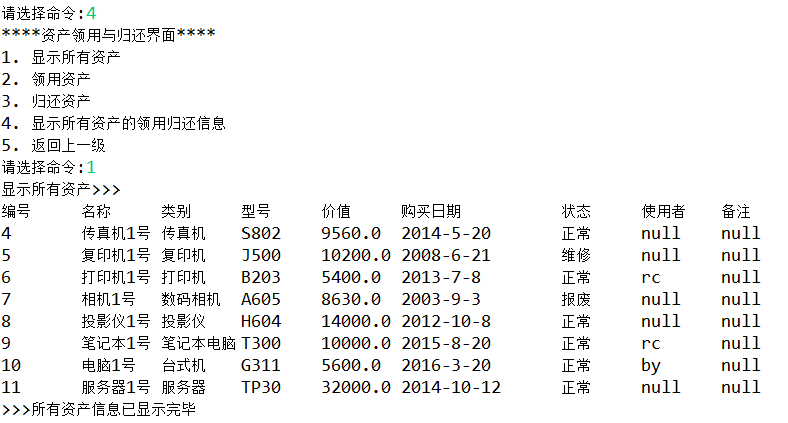 请选择命令:4
****资产领用与归还界面****
1. 显示所有资产
2. 领用资产
3. 归还资产
4. 显示所有资产的领用归还信息
5. 返回上一级
请选择命令:1
显示所有资产>>>
编号 名称 类别 型号 价值 购买日期 状态 使用者 备注
4 传真机1号 传真机 S802 9560.0 2014-5-20 正常 null null
5 复印机1号 复印机 J500 10200.0 2008-6-21 维修 null null
6 打印机1号 打印机 B203 5400.0 2013-7-8 正常 rc null
7 相机1号 数码相机 A605 8630.0 2003-9-3 报废 null null
8 投影仪1号 投影仪 H604 14000.0 2012-10-8 正常 null null
9 笔记本1号 笔记本电脑 T300 10000.0 2015-8-20 正常 rc null
10 电脑1号 台式机 G311 5600.0 2016-3-20 正常 by null
11 服务器1号 服务器 TP30 32000.0 2014-10-12 正常 null null
>>>所有资产信息已显示完毕